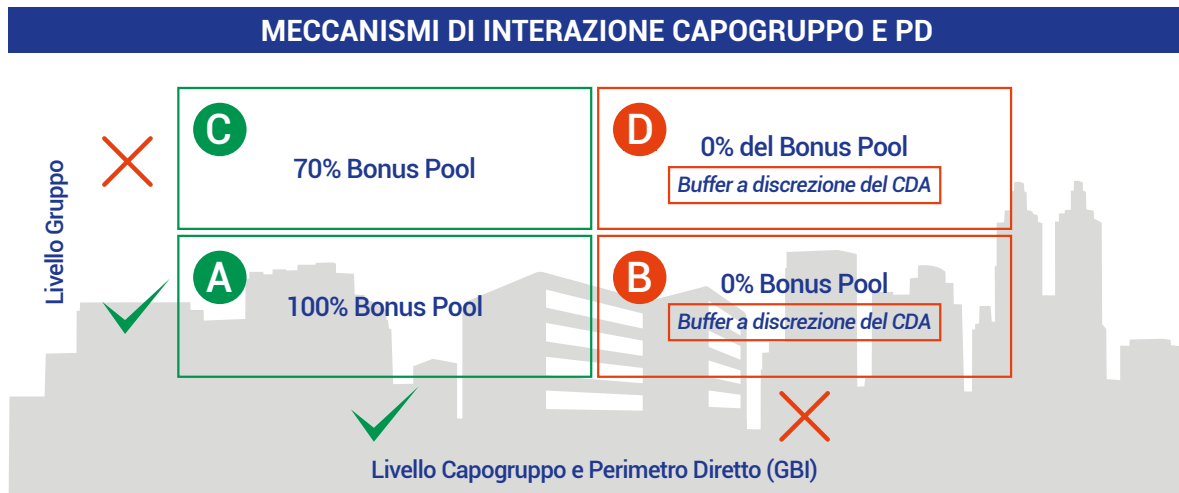 MECCANISMI DI INTERAZIONE CAPOGRUPPO E PD
C
70% Bonus Pool
D
0% del Bonus Pool
Buffer a discrezione del CDA
Livello Gruppo
A
100% Bonus Pool
B
0% Bonus Pool
Buffer a discrezione del CDA
Livello Capogruppo e Perimetro Diretto (GBI)